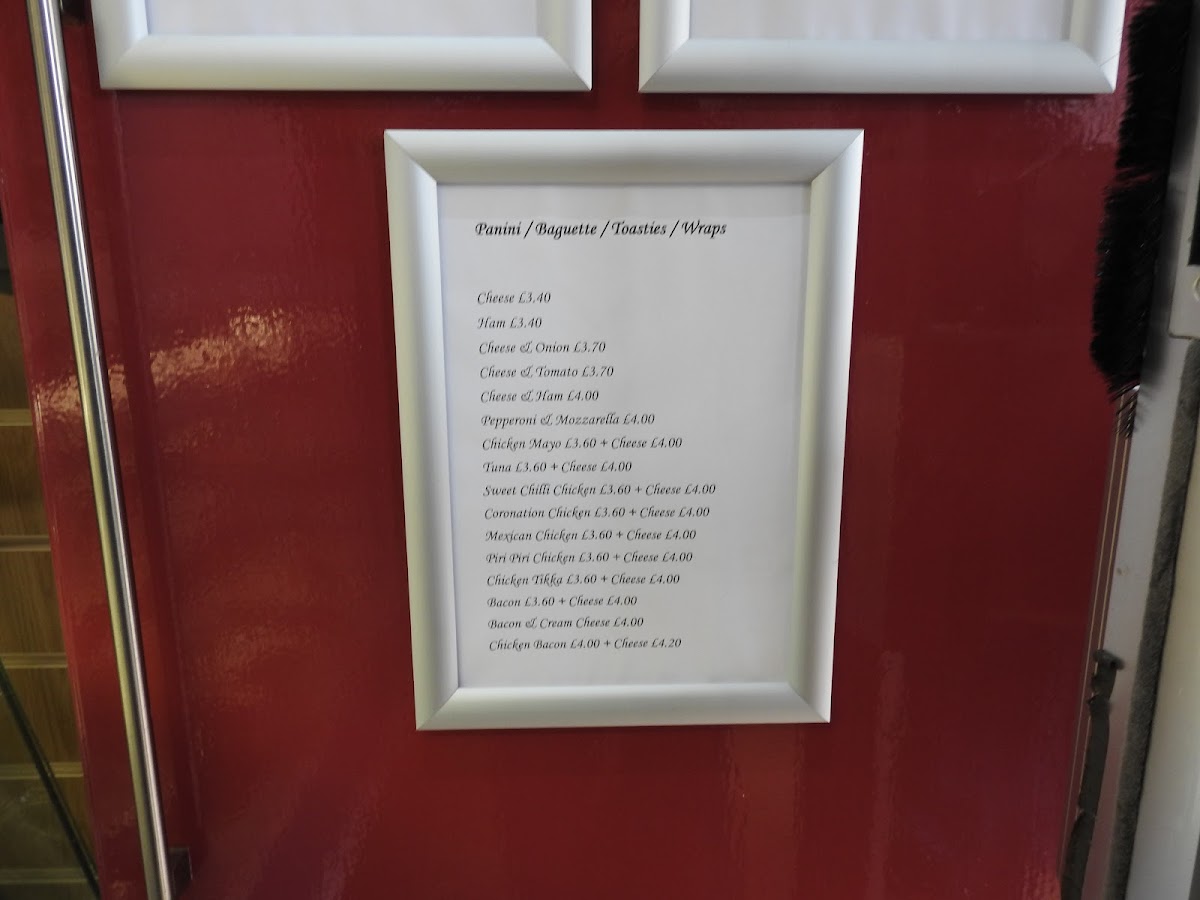 Panini / Baguette / Toasties / Wraps
Cheese £3.40
Ham £3.40
Cheese & Onion £3.70
Cheese & Tomato £3.70
Cheese & Ham £4.00
Pepperoni & Mozzarella £4.00
Chicken Mayo £3.60 + Cheese £4.00
Tuna £3.60 + Cheese £4.00
Sweet Chilli Chicken £3.60 + Cheese £4.00
Coronation Chicken £3.60 + Cheese £4.00
Mexican Chicken £3.60 + Cheese £4.00
Piri Piri Chicken £3.60 + Cheese £4.00
Chicken Tikka £3.60 + Cheese £4.00
Bacon £3.60 + Cheese £4.00
Bacon & Cream Cheese £4.00
Chicken Bacon £4.00 + Cheese £4.20